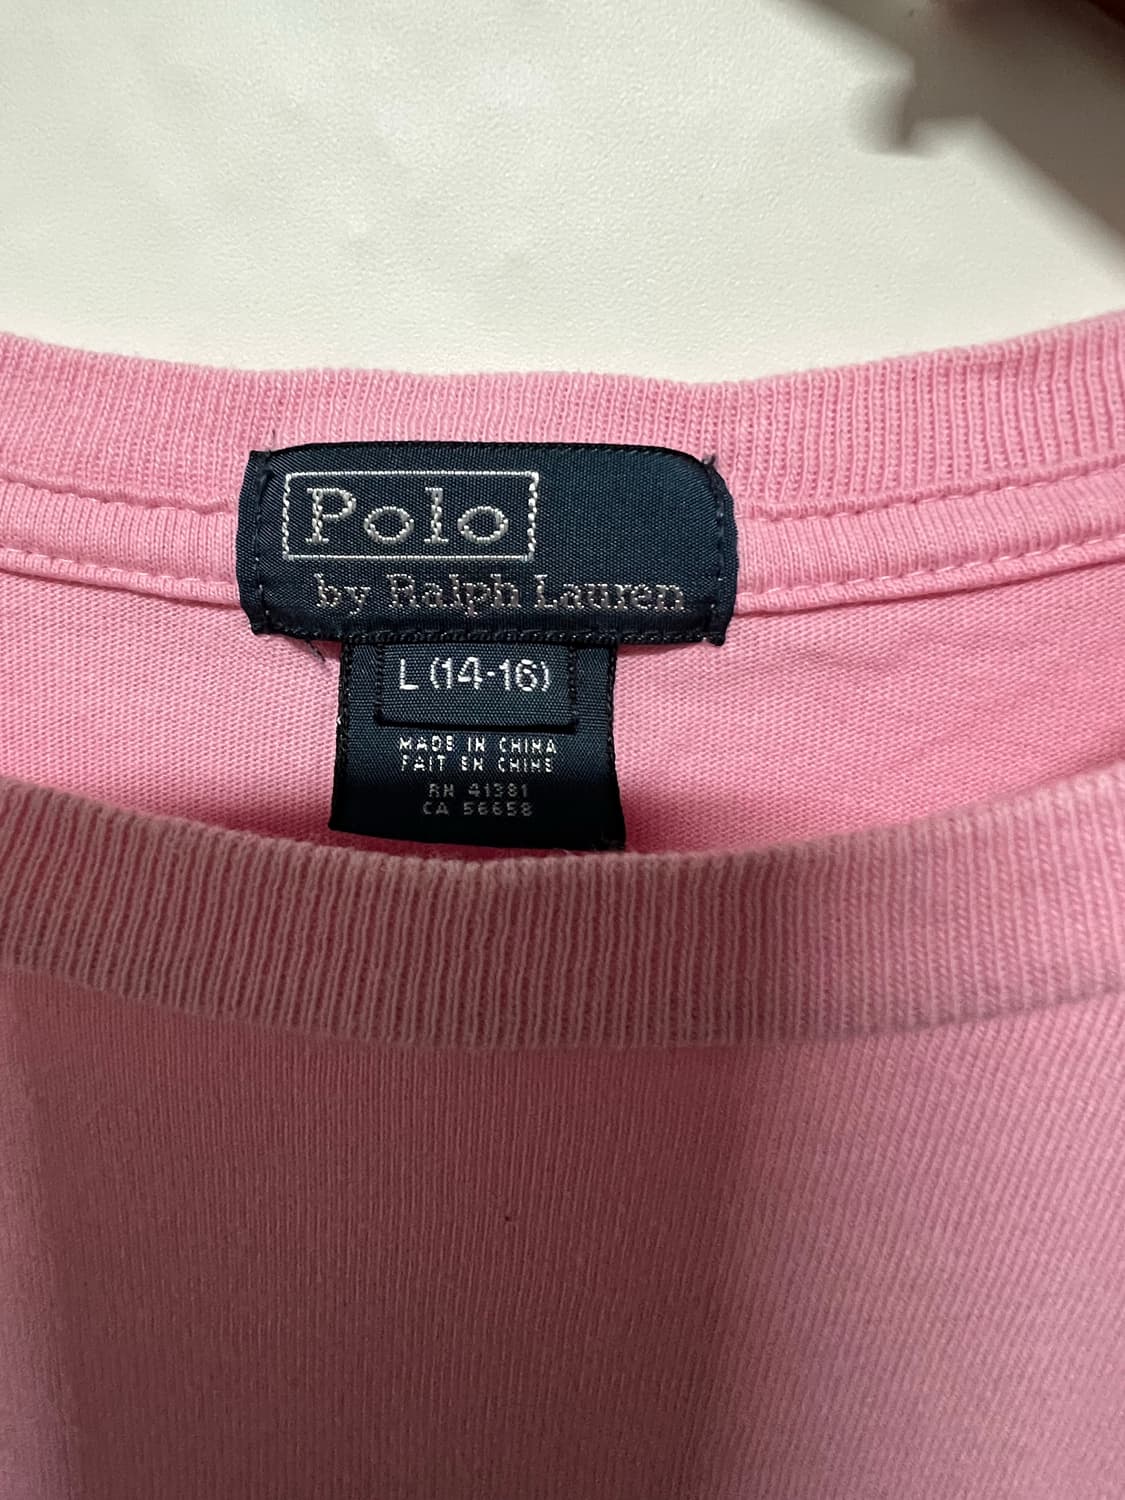 Polo
by Ralph Lauren
L (14-16)
MADE IN CHINA
FAIT EN CHINE
RN 41381
CA 56658